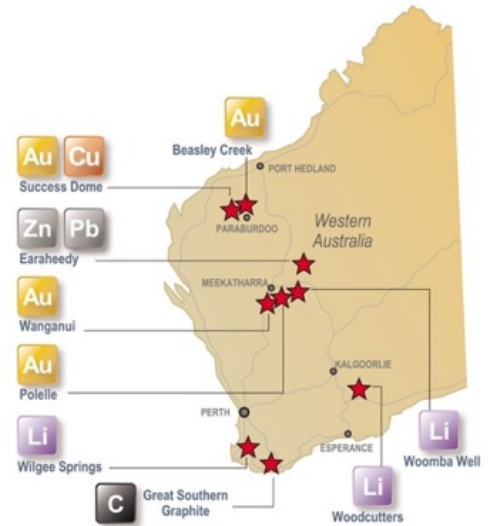 Au
Beasley Creek
PORT HEDLAND
Au Cu
Success Dome
PARABURDOO
Western
Australia
Zn Pb
Earaheedy
MEEKATHARRA
Au
Wanganui
KALGOORLIE
Au
Polelle
PERTH
Li
Wilgee Springs
ESPERANCE
Li
Woomba Well
C
Great Southern
Graphite
Li
Woodcutters